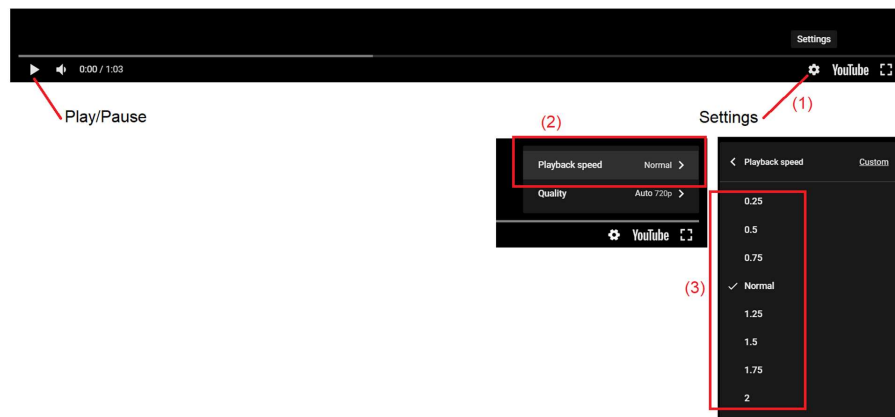 Settings
0:00 / 1:03
YouTube
Play/Pause
Settings
(1)
(2)
Playback speed Normal
Quality Auto 720p
YouTube
Playback speed Custom
(3)
0.25
0.5
0.75
Normal
1.25
1.5
1.75
2